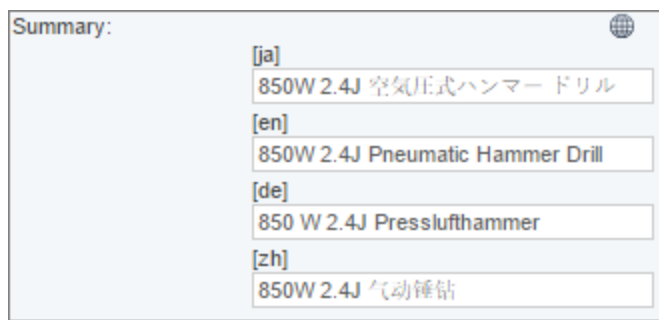 Summary:
[ja]
850W 2.4J 空気圧式ハンマー ドリル
[en]
850W 2.4J Pneumatic Hammer Drill
[de]
850 W 2.4J Presslufthammer
[zh]
850W 2.4J 气动锤钻